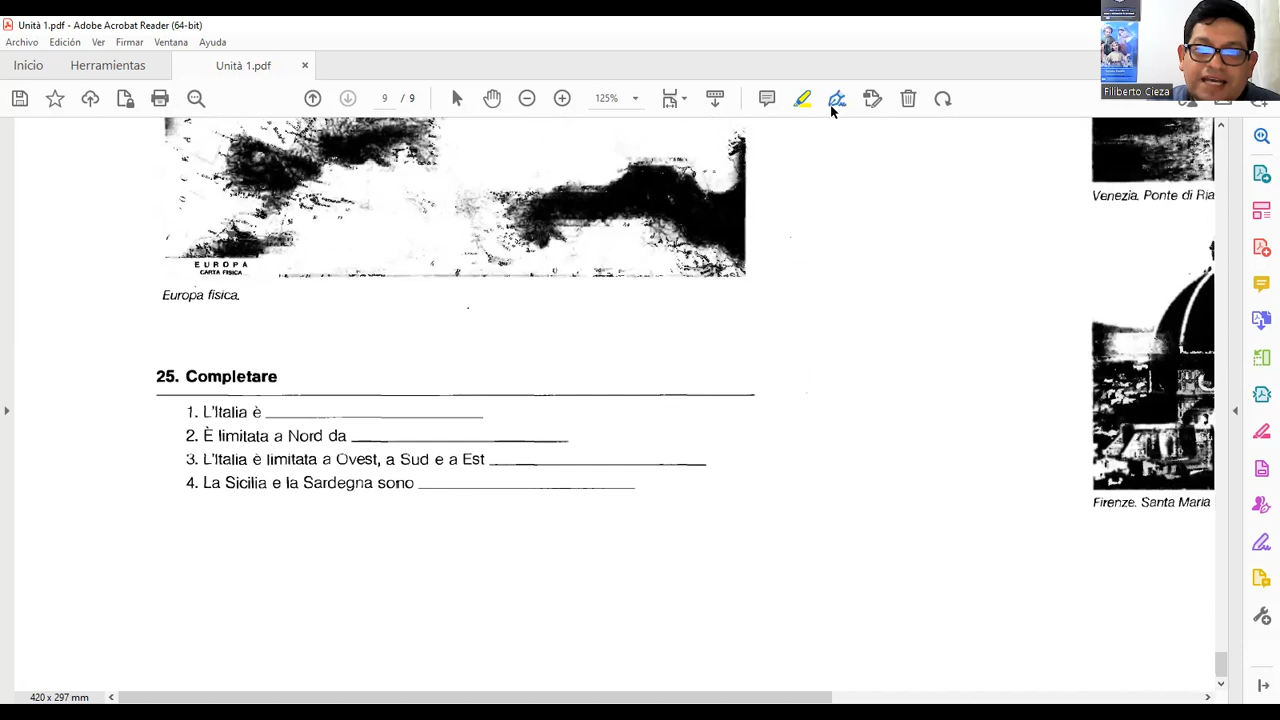 Unità 1.pdf - Adobe Acrobat Reader (64-bit)
Archivo Edición Ver Firmar Ventana Ayuda
Inicio Herramientas Unità 1.pdf ×
9 / 9 125%
Filiberto Cieza
EUROPA
CARTA FISICA
Europa fisica.
Venezia. Ponte di Ria
25. Completare
1. L'Italia è
2. È limitata a Nord da
3. L'Italia è limitata a Ovest, a Sud e a Est
4. La Sicilia e la Sardegna sono
Firenze. Santa Maria
420 x 297 mm